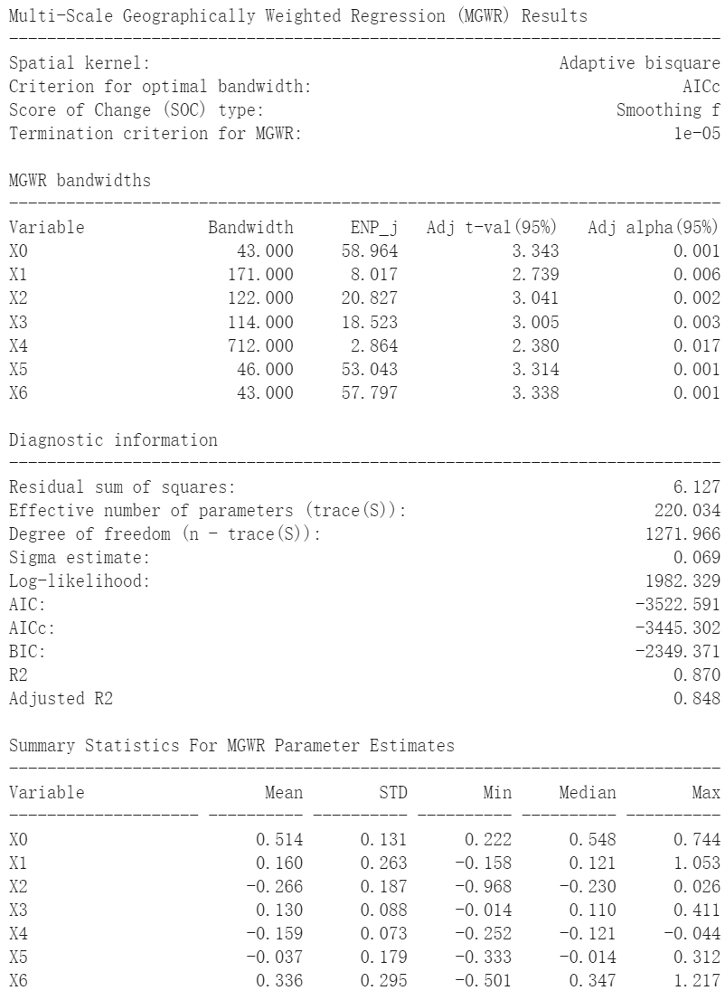 Multi-Scale Geographically Weighted Regression (MGWR) Results
---------------------------------------------------------------------------
Spatial kernel: Adaptive bisquare
Criterion for optimal bandwidth: AICc
Score of Change (SOC) type: Smoothing f
Termination criterion for MGWR: 1e-05
MGWR bandwidths
---------------------------------------------------------------------------
Variable Bandwidth ENP_j Adj t-val(95%) Adj alpha(95%)
X0 43.000 58.964 3.343 0.001
X1 171.000 8.017 2.739 0.006
X2 122.000 20.827 3.041 0.002
X3 114.000 18.523 3.005 0.003
X4 712.000 2.864 2.380 0.017
X5 46.000 53.043 3.314 0.001
X6 43.000 57.797 3.338 0.001
Diagnostic information
---------------------------------------------------------------------------
Residual sum of squares: 6.127
Effective number of parameters (trace(S)): 220.034
Degree of freedom (n - trace(S)): 1271.966
Sigma estimate: 0.069
Log-likelihood: 1982.329
AIC: -3522.591
AICc: -3445.302
BIC: -2349.371
R2 0.870
Adjusted R2 0.848
Summary Statistics For MGWR Parameter Estimates
---------------------------------------------------------------------------
Variable Mean STD Min Median Max
-------------------- ---------- ---------- ---------- ---------- ----------
X0 0.514 0.131 0.222 0.548 0.744
X1 0.160 0.263 -0.158 0.121 1.053
X2 -0.266 0.187 -0.968 -0.230 0.026
X3 0.130 0.088 -0.014 0.110 0.411
X4 -0.159 0.073 -0.252 -0.121 -0.044
X5 -0.037 0.179 -0.333 -0.014 0.312
X6 0.336 0.295 -0.501 0.347 1.217